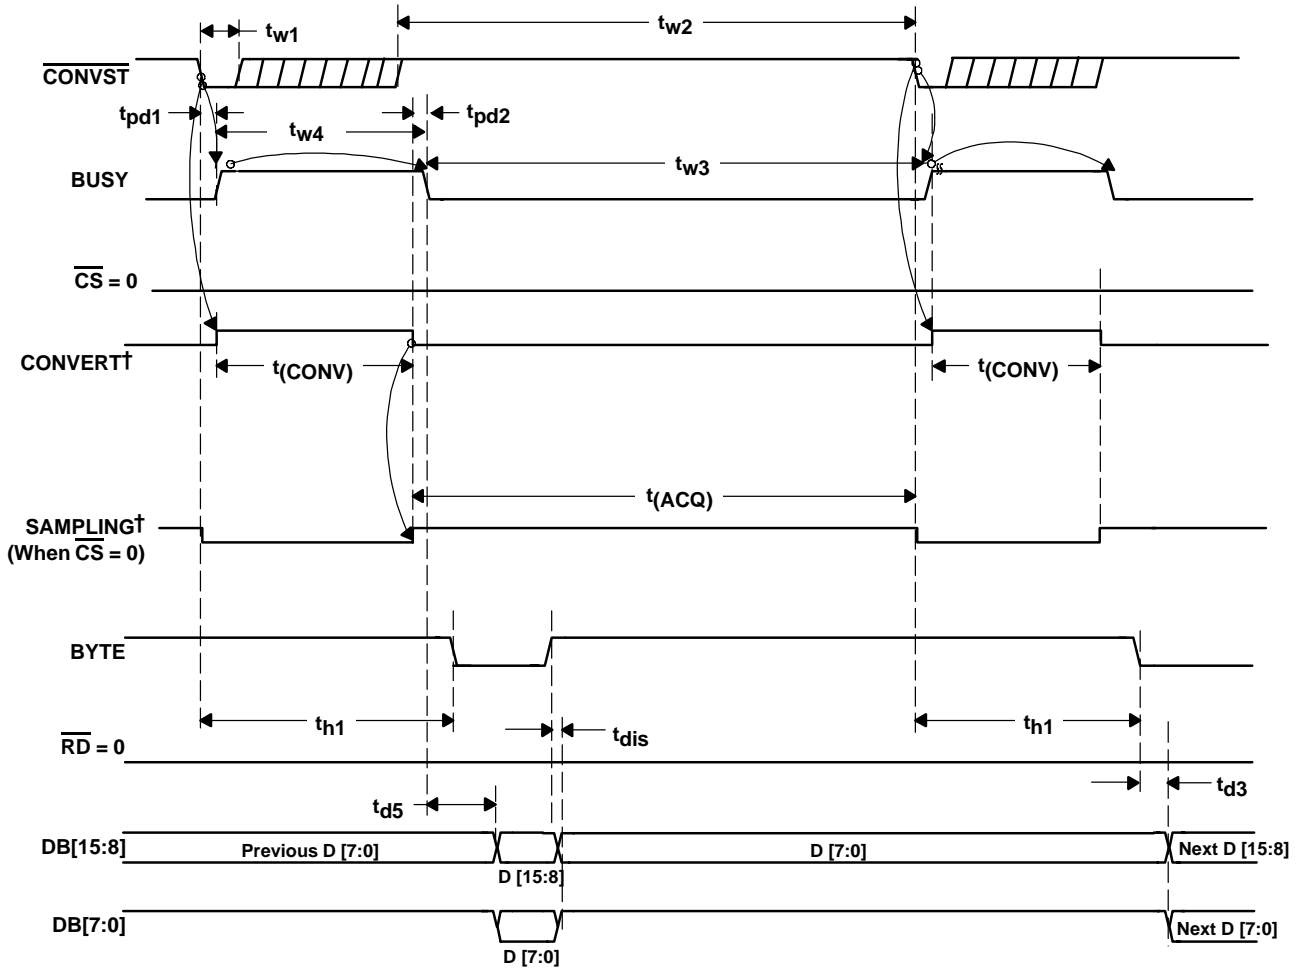 tw1
tw2
CONVST
tpd1
tw4
tpd2
BUSY
tw3
CS = 0
CONVERT†
t(CONV)
t(CONV)
t(ACQ)
SAMPLING†
(When CS = 0)
BYTE
th1
th1
tdis
RD = 0
td3
td5
DB[15:8]
Previous D [7:0]
D [15:8]
D [7:0]
Next D [15:8]
DB[7:0]
D [7:0]
Next D [7:0]